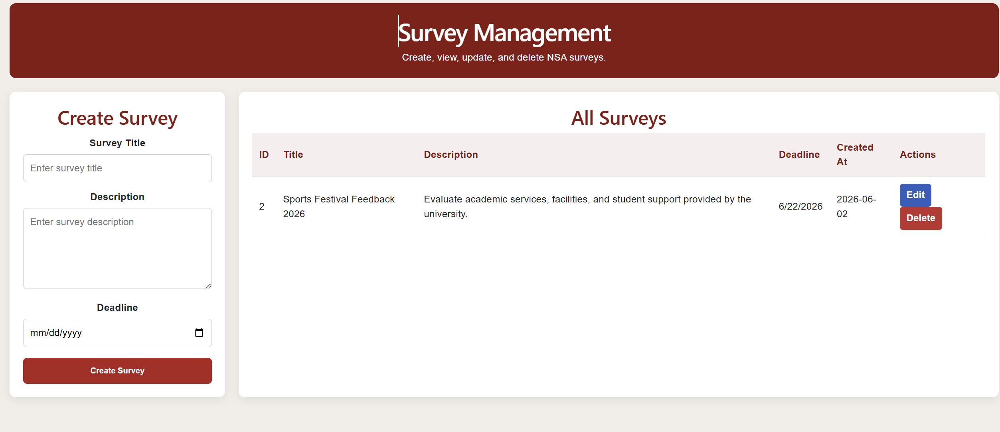 Survey Management
Create, view, update, and delete NSA surveys.
Create Survey
Survey Title
Enter survey title
Description
Enter survey description
Deadline
mm/dd/yyyy
Create Survey
All Surveys
ID Title Description Deadline Created At Actions
2 Sports Festival Feedback 2026 Evaluate academic services, facilities, and student support provided by the university. 6/22/2026 2026-06-02 Edit Delete